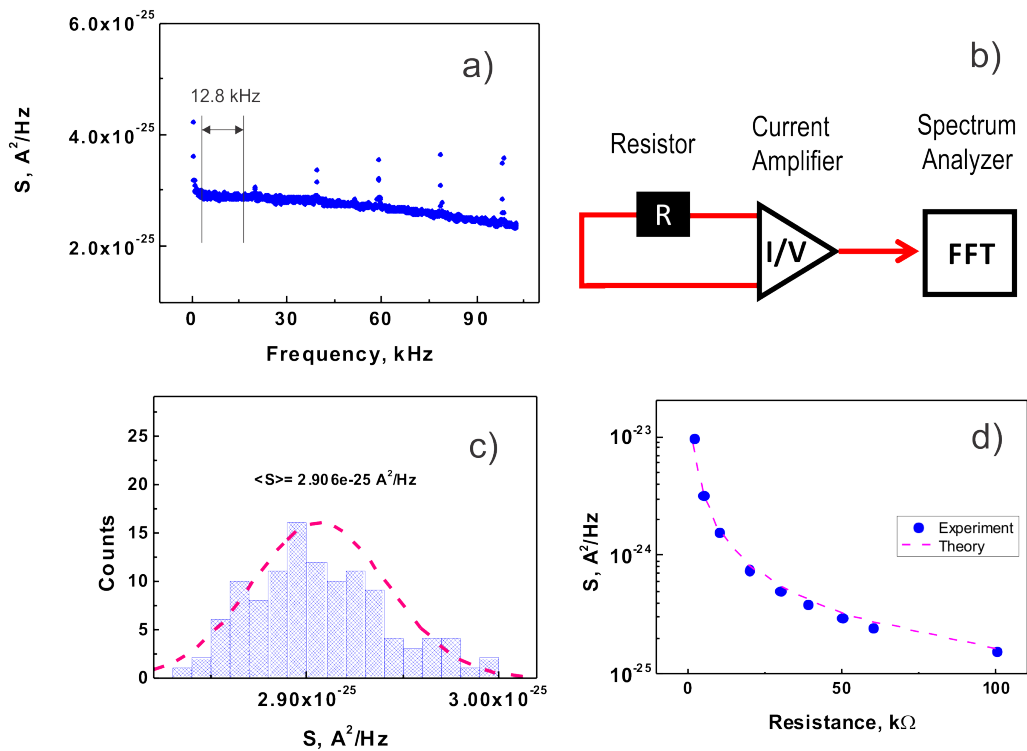 a)
6.0x10⁻²⁵
4.0x10⁻²⁵
2.0x10⁻²⁵
S, A²/Hz
12.8 kHz
0 30 60 90
Frequency, kHz
b)
Resistor
Current
Amplifier
Spectrum
Analyzer
R
I/V
FFT
c)
25
20
15
10
5
0
Counts
<S>= 2.906e-25 A²/Hz
2.90x10⁻²⁵ 3.00x10⁻²⁵
S, A²/Hz
d)
10⁻²³
10⁻²⁴
10⁻²⁵
S, A²/Hz
Experiment
Theory
0 50 100
Resistance, kΩ